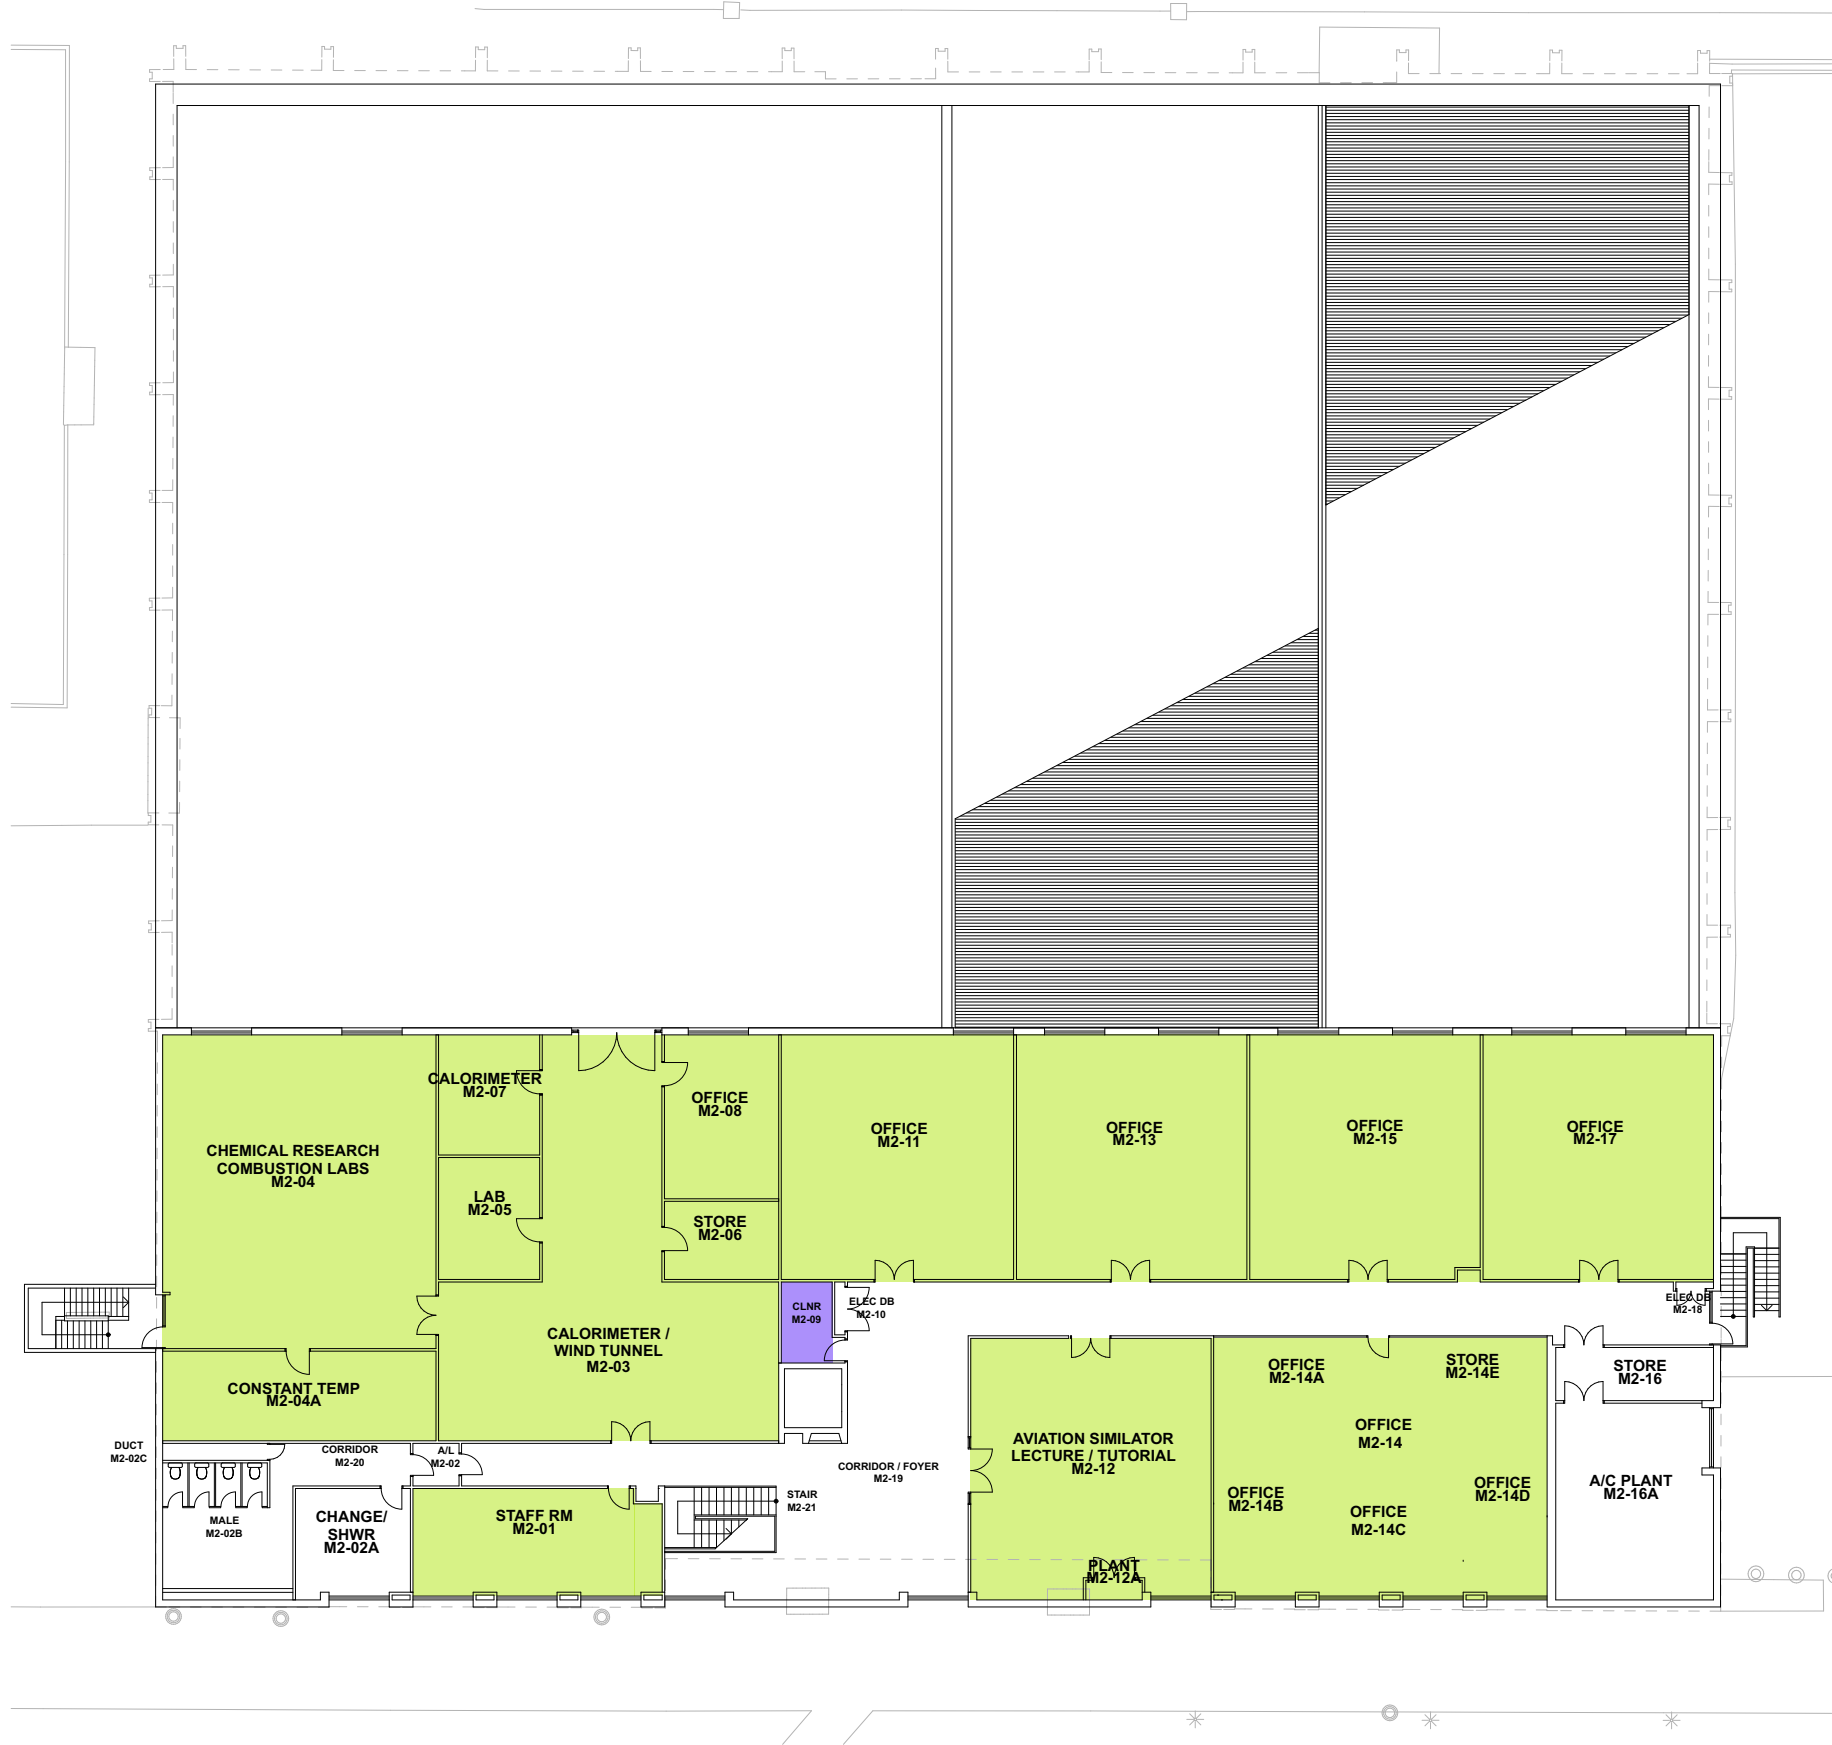 CALORIMETER
M2-07
OFFICE
M2-08
OFFICE
M2-11
OFFICE
M2-13
OFFICE
M2-15
OFFICE
M2-17
CHEMICAL RESEARCH
COMBUSTION LABS
M2-04
LAB
M2-05
STORE
M2-06
CLNR
M2-09
ELEC DB
M2-10
ELEC DB
M2-18
CALORIMETER /
WIND TUNNEL
M2-03
CONSTANT TEMP
M2-04A
OFFICE
M2-14A
STORE
M2-14E
STORE
M2-16
OFFICE
M2-14
DUCT
M2-02C
CORRIDOR
M2-20
A/L
M2-02
CORRIDOR / FOYER
M2-19
AVIATION SIMILATOR
LECTURE / TUTORIAL
M2-12
STAIR
M2-21
OFFICE
M2-14B
OFFICE
M2-14C
OFFICE
M2-14D
A/C PLANT
M2-16A
MALE
M2-02B
CHANGE/
SHWR
M2-02A
STAFF RM
M2-01
PLANT
M2-12A